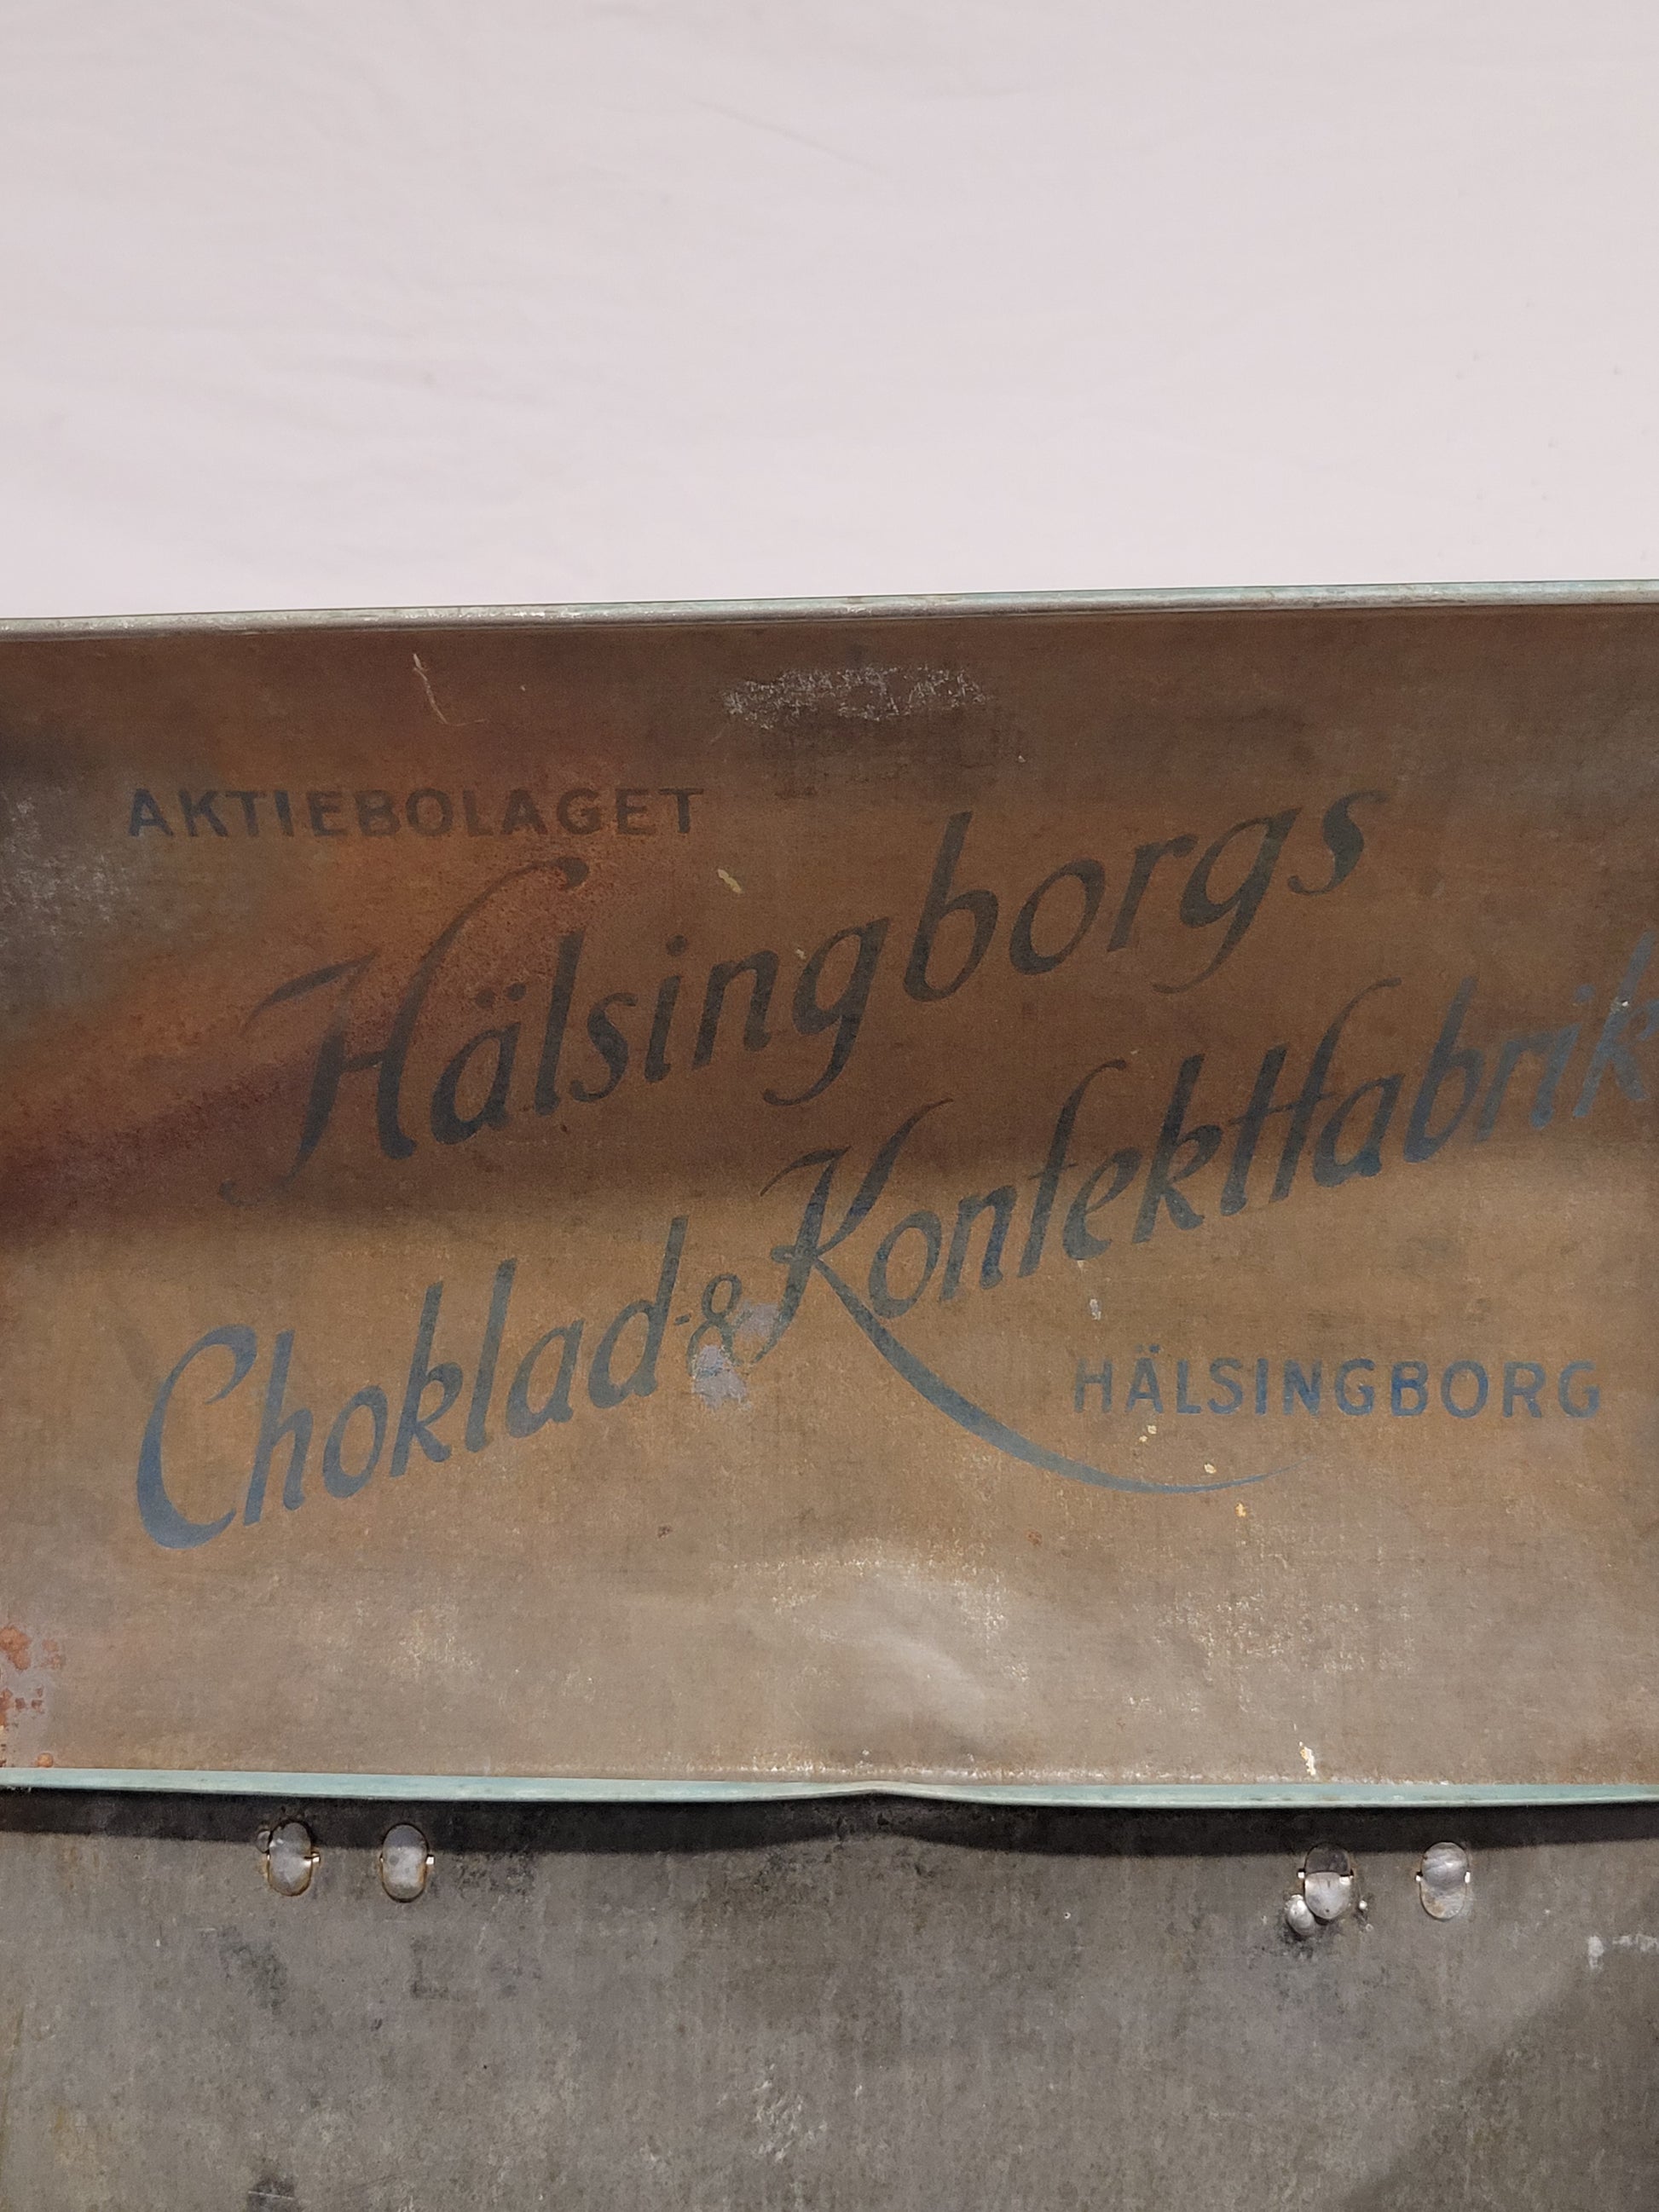 AKTIEBOLAGET
Hälsingborgs
Choklad-& Konfektfabrik
HÄLSINGBORG